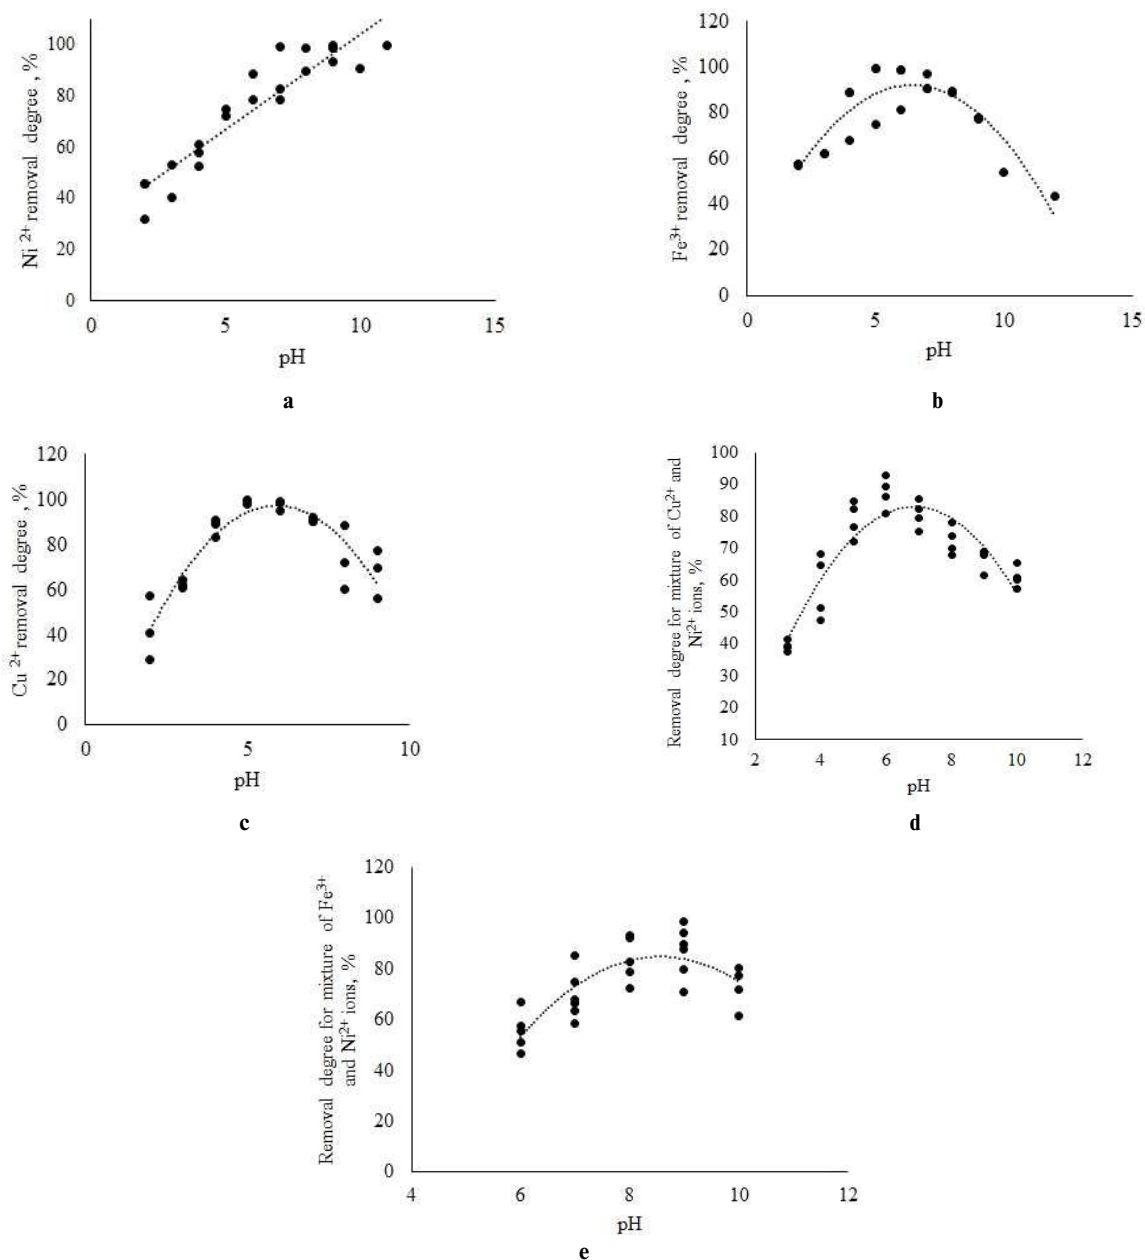 Ni ²⁺ removal degree , %
100
80
60
40
20
0
0 5 10 15
pH
a
Fe³⁺ removal degree , %
120
100
80
60
40
20
0
0 5 10 15
pH
b
Cu ²⁺ removal degree , %
120
100
80
60
40
20
0
0 5 10
pH
c
Removal degree for mixture of Cu²⁺ and
Ni²⁺ ions, %
100
90
80
70
60
50
40
30
20
10
2 4 6 8 10 12
pH
d
Removal degree for mixture of Fe³⁺
and Ni²⁺ ions, %
120
100
80
60
40
20
0
4 6 8 10 12
pH
e